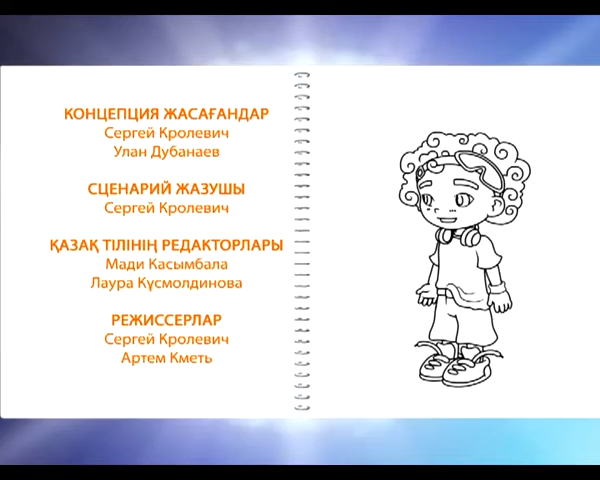 КОНЦЕПЦИЯ ЖАСАҒАНДАР
Сергей Кролевич
Улан Дубанаев
СЦЕНАРИЙ ЖАЗУШЫ
Сергей Кролевич
ҚАЗАҚ ТІЛІНІҢ РЕДАКТОРЛАРЫ
Мади Касымбала
Лаура Күсмолдинова
РЕЖИССЕРЛАР
Сергей Кролевич
Артем Кметь